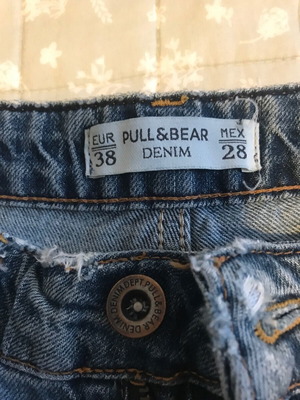 EUR
38
PULL&BEAR
DENIM
MEX
28
DENIM DEPT. PULL & BEAR